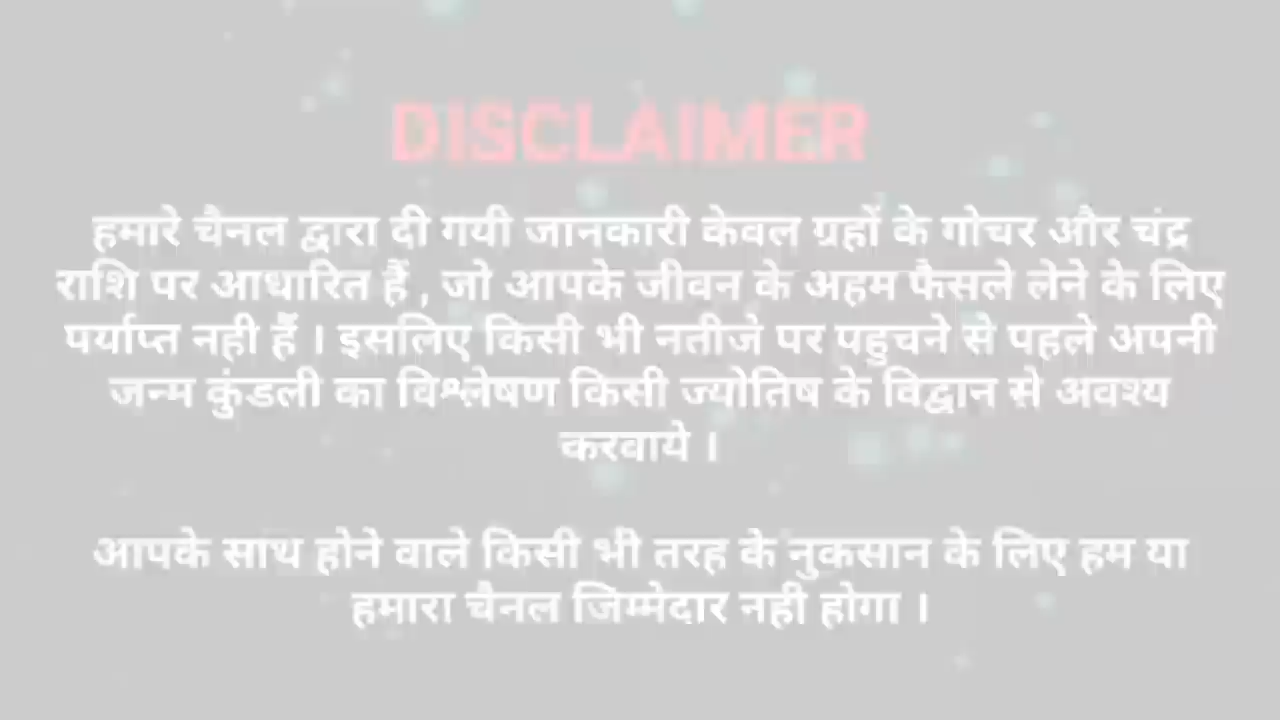 DISCLAIMER
हमारे चैनल द्वारा दी गयी जानकारी केवल ग्रहों के गोचर और चंद्र
राशि पर आधारित हैं , जो आपके जीवन के अहम फैसले लेने के लिए
पर्याप्त नही हैं । इसलिए किसी भी नतीजे पर पहुचने से पहले अपनी
जन्म कुंडली का विश्लेषण किसी ज्योतिष के विद्वान से अवश्य
करवाये ।
आपके साथ होने वाले किसी भी तरह के नुकसान के लिए हम या
हमारा चैनल जिम्मेदार नही होगा ।